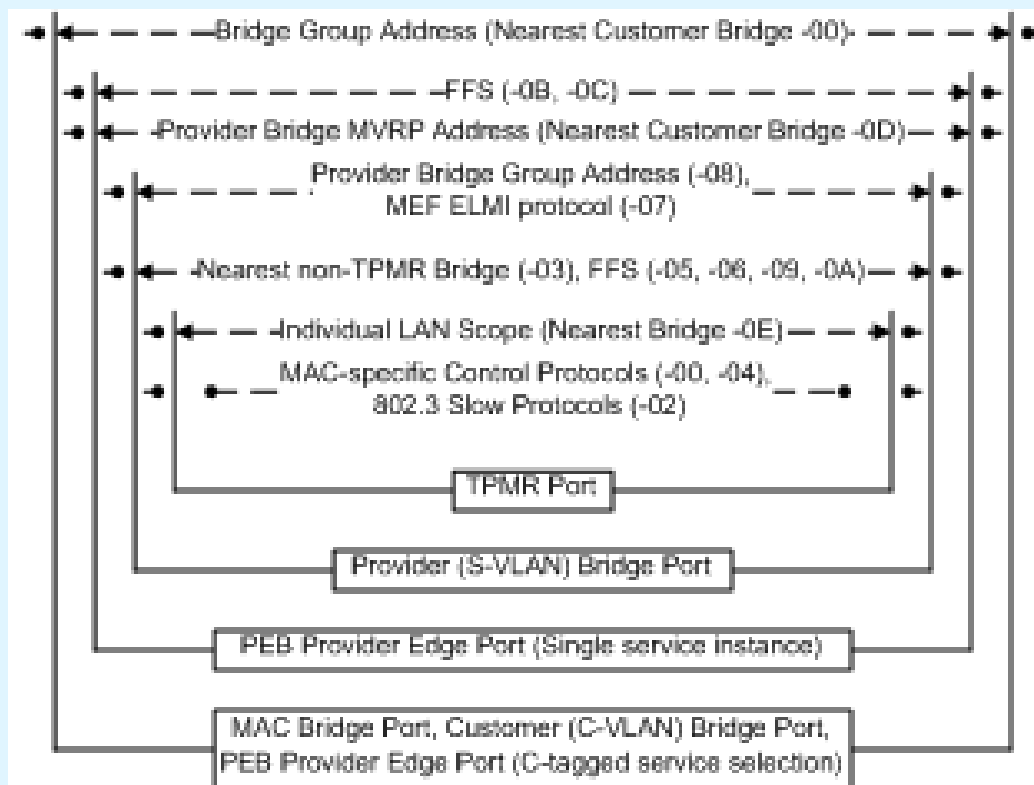 Bridge Group Address (Nearest Customer Bridge -00)
FFS (-0B, -0C)
Provider Bridge MVRP Address (Nearest Customer Bridge -0D)
Provider Bridge Group Address (-08),
MEF ELMI protocol (-07)
Nearest non-TPMR Bridge (-03), FFS (-05, -06, -09, -0A)
Individual LAN Scope (Nearest Bridge -0E)
MAC-specific Control Protocols (-00, -04),
802.3 Slow Protocols (-02)
TPMR Port
Provider (S-VLAN) Bridge Port
PEB Provider Edge Port (Single service instance)
MAC Bridge Port, Customer (C-VLAN) Bridge Port,
PEB Provider Edge Port (C-tagged service selection)